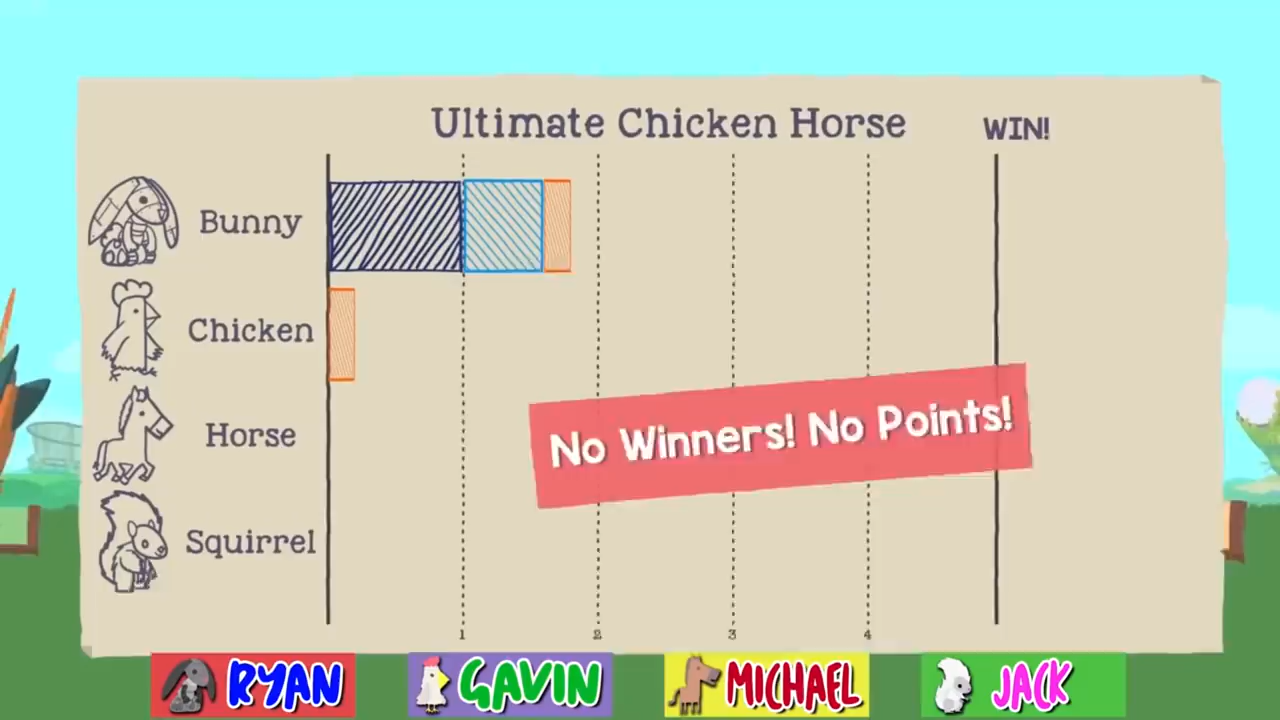 Ultimate Chicken Horse
WIN!
Bunny
Chicken
Horse
Squirrel
No Winners! No Points!
1 2 3 4
RYAN GAVIN MICHAEL JACK